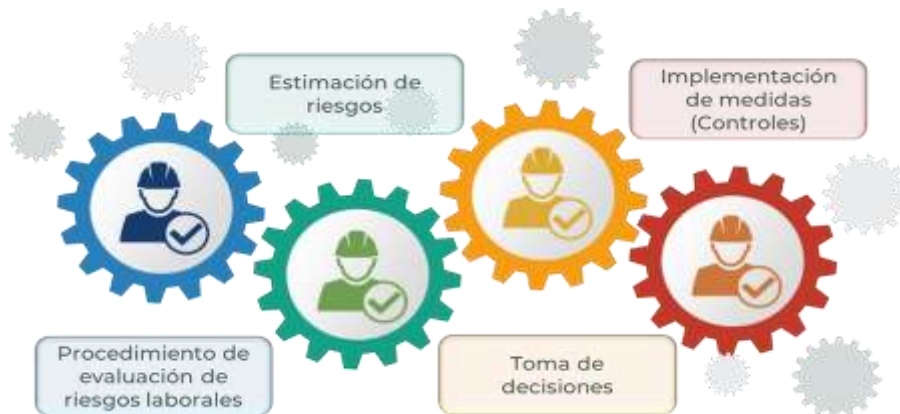 Estimación de
riesgos
Implementación
de medidas
(Controles)
Procedimiento de
evaluación de
riesgos laborales
Toma de
decisiones